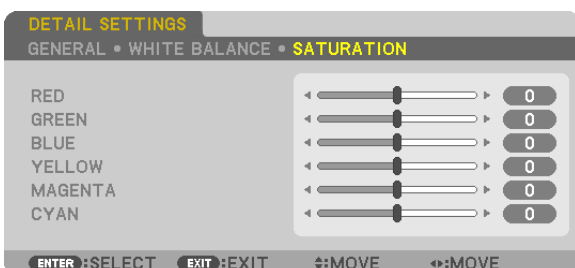 DETAIL SETTINGS
GENERAL • WHITE BALANCE • SATURATION
RED 0
GREEN 0
BLUE 0
YELLOW 0
MAGENTA 0
CYAN 0
ENTER :SELECT EXIT :EXIT :MOVE :MOVE